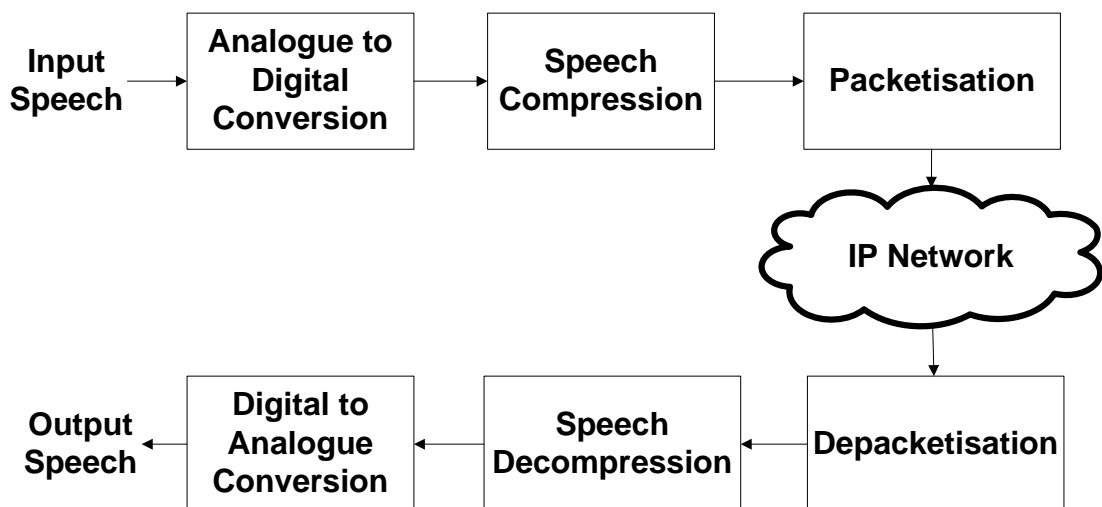 Input
Speech
Analogue to
Digital
Conversion
Speech
Compression
Packetisation
IP Network
Depacketisation
Speech
Decompression
Digital to
Analogue
Conversion
Output
Speech